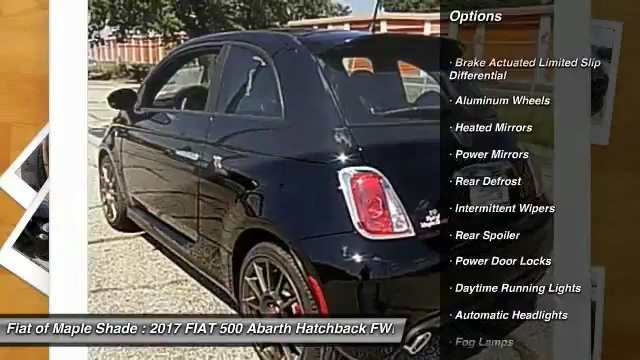 Options
· Brake Actuated Limited Slip
Differential
· Aluminum Wheels
· Heated Mirrors
· Power Mirrors
· Rear Defrost
· Intermittent Wipers
· Rear Spoiler
· Power Door Locks
· Daytime Running Lights
· Automatic Headlights
· Fog Lamps
Fiat of Maple Shade : 2017 FIAT 500 Abarth Hatchback FW